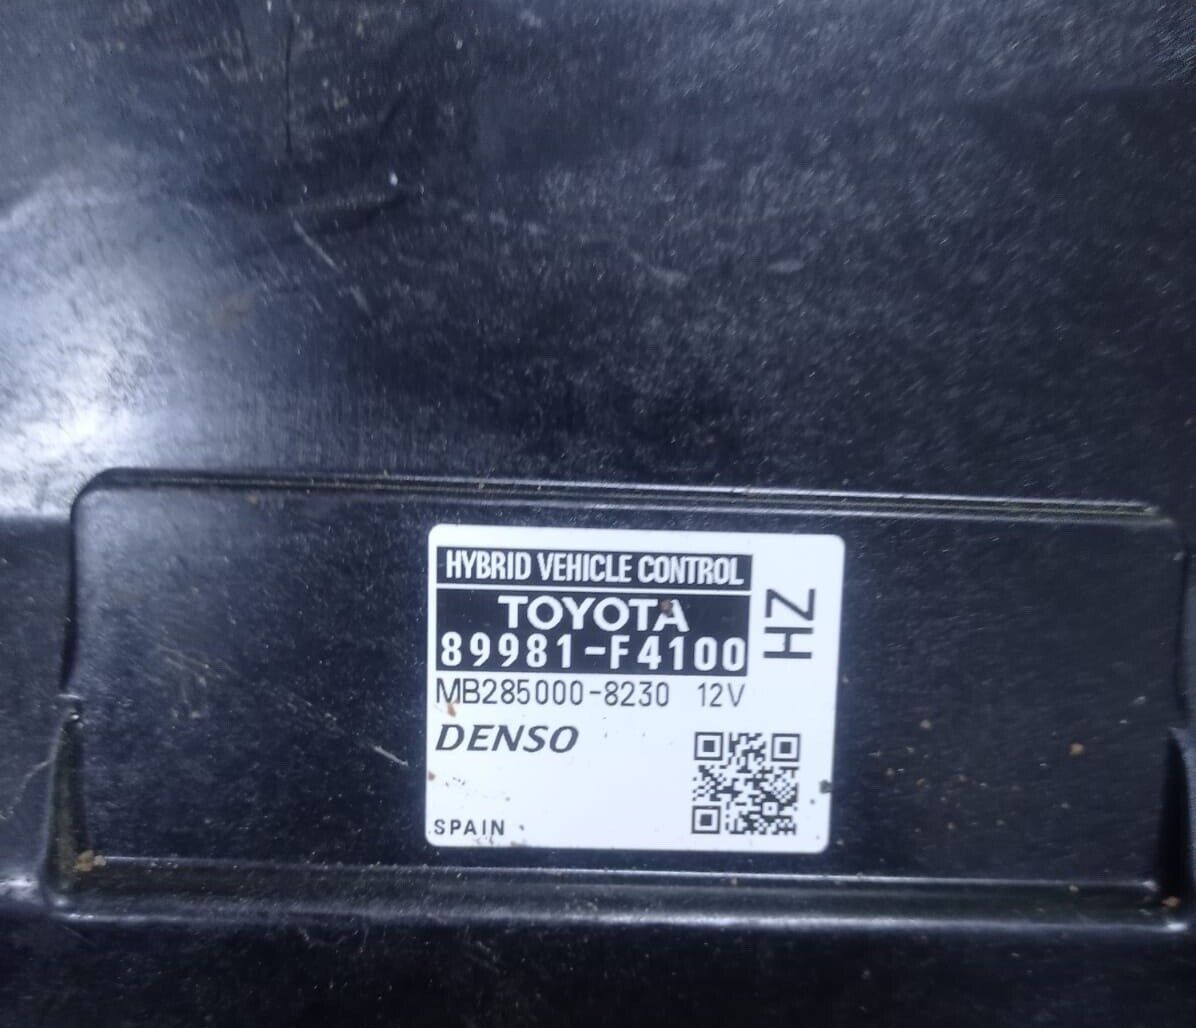 HYBRID VEHICLE CONTROL
TOYOTA
89981-F4100
HZ
MB285000-8230 12V
DENSO
SPAIN